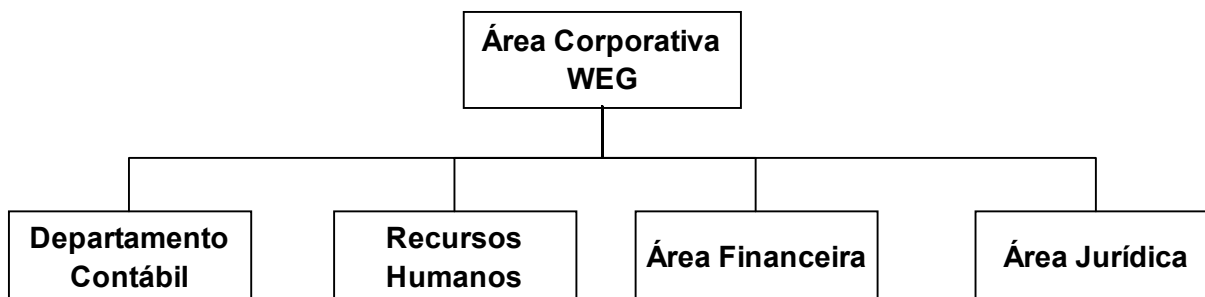 Área Corporativa
WEG
Departamento
Contábil
Recursos
Humanos
Área Financeira
Área Jurídica